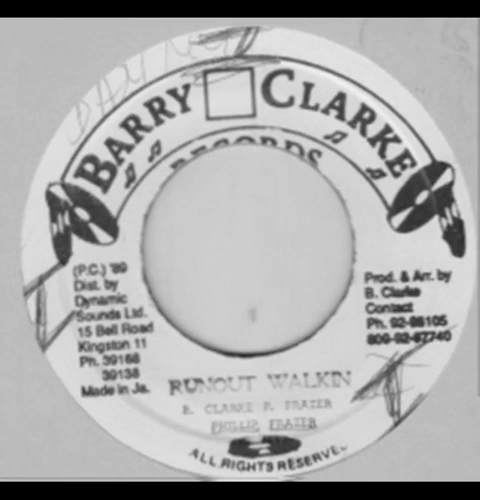 BARRY CLARKE
RECORDS
(P.C.) '89
Dist. by
Dynamic
Sounds Ltd.
15 Bell Road
Kingston 11
Ph. 39168
39138
Made in Ja.
Prod. & Arr. by
B. Clarke
Contact
Ph. 92-88105
809-92-87740
RUNOUT WALKIN
B. CLARKE P. FRAZER
PHILLIP FRAZER
ALL RIGHTS RESERVED